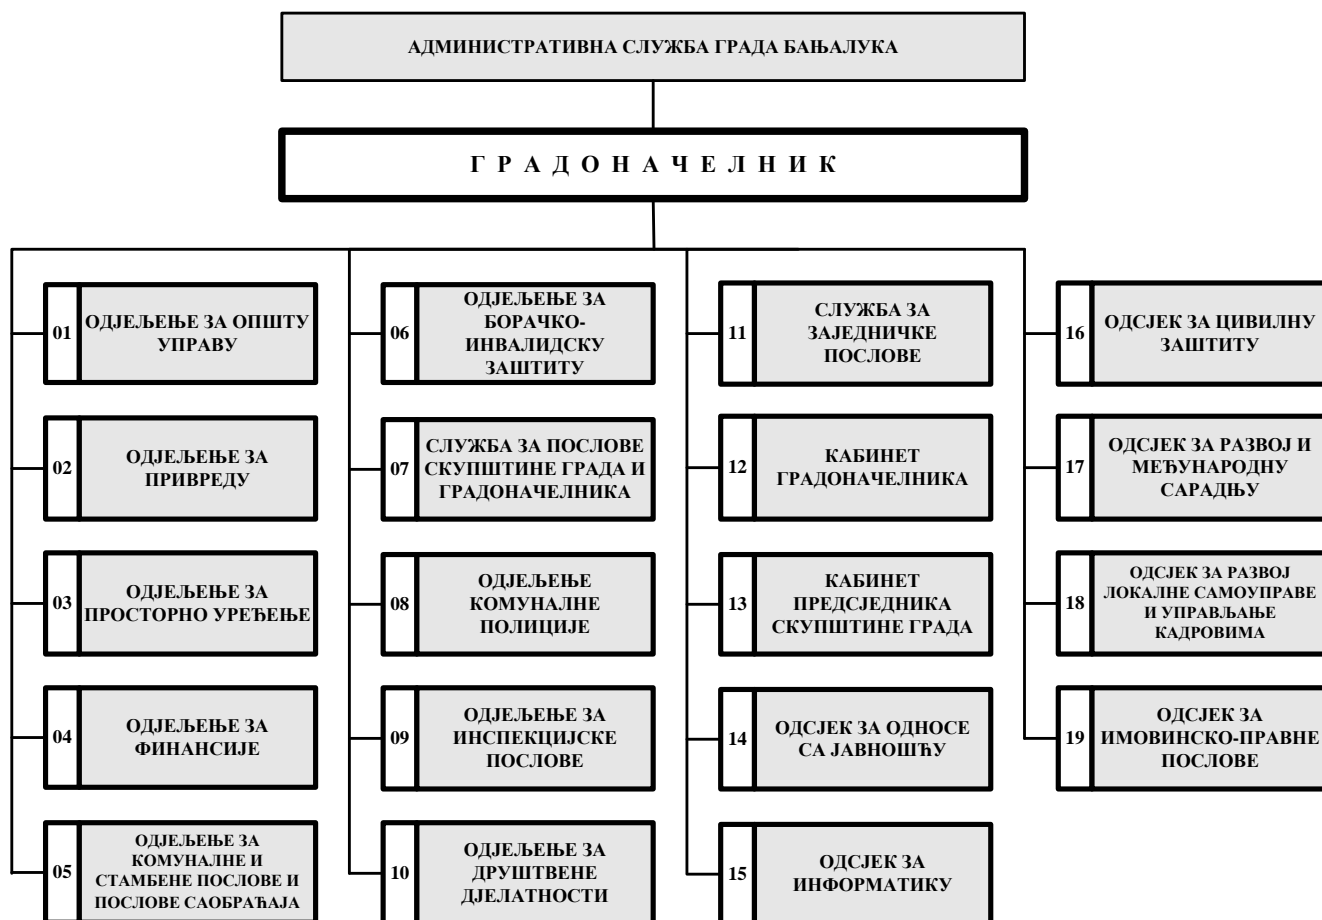 АДМИНИСТРАТИВНА СЛУЖБА ГРАДА БАЊАЛУКА
Г Р А Д О Н А Ч Е Л Н И К
01
ОДЈЕЉЕЊЕ ЗА ОПШТУ
УПРАВУ
02
ОДЈЕЉЕЊЕ ЗА
ПРИВРЕДУ
03
ОДЈЕЉЕЊЕ ЗА
ПРОСТОРНО УРЕЂЕЊЕ
04
ОДЈЕЉЕЊЕ ЗА
ФИНАНСИЈЕ
05
ОДЈЕЉЕЊЕ ЗА
КОМУНАЛНЕ И
СТАМБЕНЕ ПОСЛОВЕ И
ПОСЛОВЕ САОБРАЋАЈА
06
ОДЈЕЉЕЊЕ ЗА
БОРАЧКО-
ИНВАЛИДСКУ
ЗАШТИТУ
07
СЛУЖБА ЗА ПОСЛОВЕ
СКУПШТИНЕ ГРАДА И
ГРАДОНАЧЕЛНИКА
08
ОДЈЕЉЕЊЕ
КОМУНАЛНЕ
ПОЛИЦИЈЕ
09
ОДЈЕЉЕЊЕ ЗА
ИНСПЕКЦИЈСКЕ
ПОСЛОВЕ
10
ОДЈЕЉЕЊЕ ЗА
ДРУШТВЕНЕ
ДЈЕЛАТНОСТИ
11
СЛУЖБА ЗА
ЗАЈЕДНИЧКЕ
ПОСЛОВЕ
12
КАБИНЕТ
ГРАДОНАЧЕЛНИКА
13
КАБИНЕТ
ПРЕДСЈЕДНИКА
СКУПШТИНЕ ГРАДА
14
ОДСЈЕК ЗА ОДНОСЕ
СА ЈАВНОШЋУ
15
ОДСЈЕК ЗА
ИНФОРМАТИКУ
16
ОДСЈЕК ЗА ЦИВИЛНУ
ЗАШТИТУ
17
ОДСЈЕК ЗА РАЗВОЈ И
МЕЂУНАРОДНУ
САРАДЊУ
18
ОДСЈЕК ЗА РАЗВОЈ
ЛОКАЛНЕ САМОУПРАВЕ
И УПРАВЉАЊЕ
КАДРОВИМА
19
ОДСЈЕК ЗА
ИМОВИНСКО-ПРАВНЕ
ПОСЛОВЕ